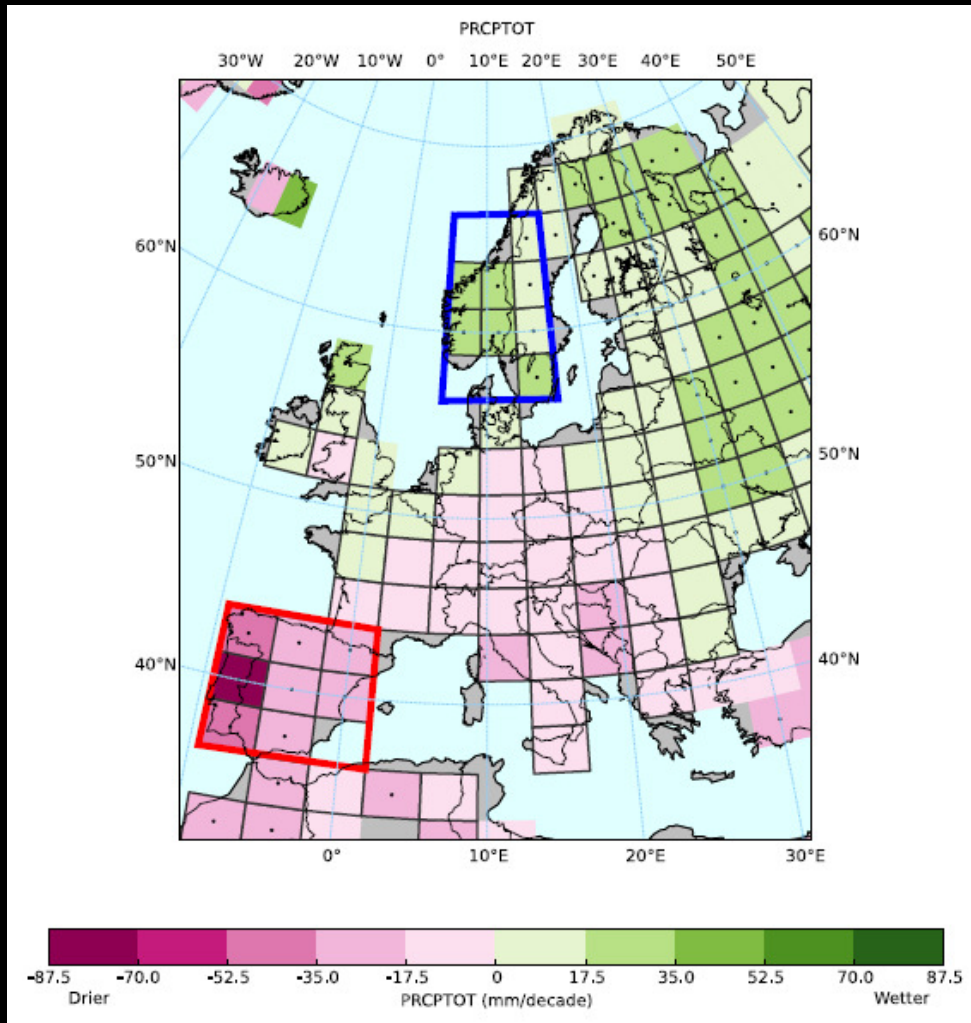 PRCPTOT
30°W 20°W 10°W 0° 10°E 20°E 30°E 40°E 50°E
60°N 60°N
50°N 50°N
40°N 40°N
0° 10°E 20°E 30°E
-87.5 -70.0 -52.5 -35.0 -17.5 0 17.5 35.0 52.5 70.0 87.5
Drier PRCPTOT (mm/decade) Wetter